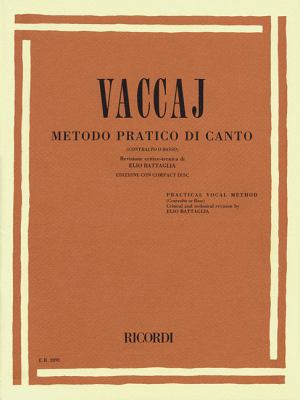 VACCAJ
METODO PRATICO DI CANTO
(CONTRALTO O BASSO)
Revisione critico-tecnica di
ELIO BATTAGLIA
EDIZIONE CON COMPACT DISC
PRACTICAL VOCAL METHOD
(Contralto or Bass)
Critical and technical revision by
ELIO BATTAGLIA
RICORDI
E.R.